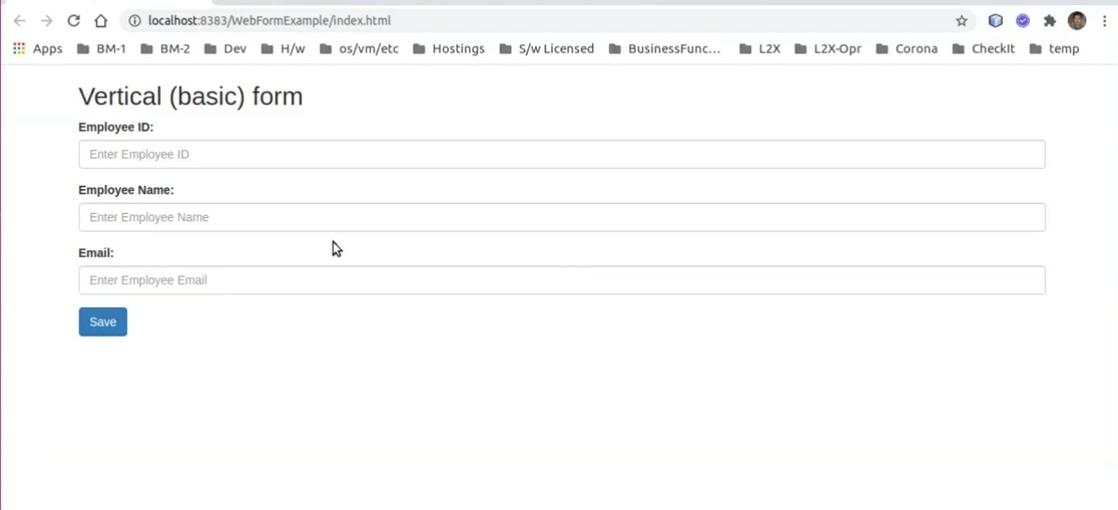 localhost:8383/WebFormExample/index.html
Apps BM-1 BM-2 Dev H/w os/vm/etc Hostings S/w Licensed BusinessFunc... L2X L2X-Opr Corona CheckIt temp
Vertical (basic) form
Employee ID:
Enter Employee ID
Employee Name:
Enter Employee Name
Email:
Enter Employee Email
Save